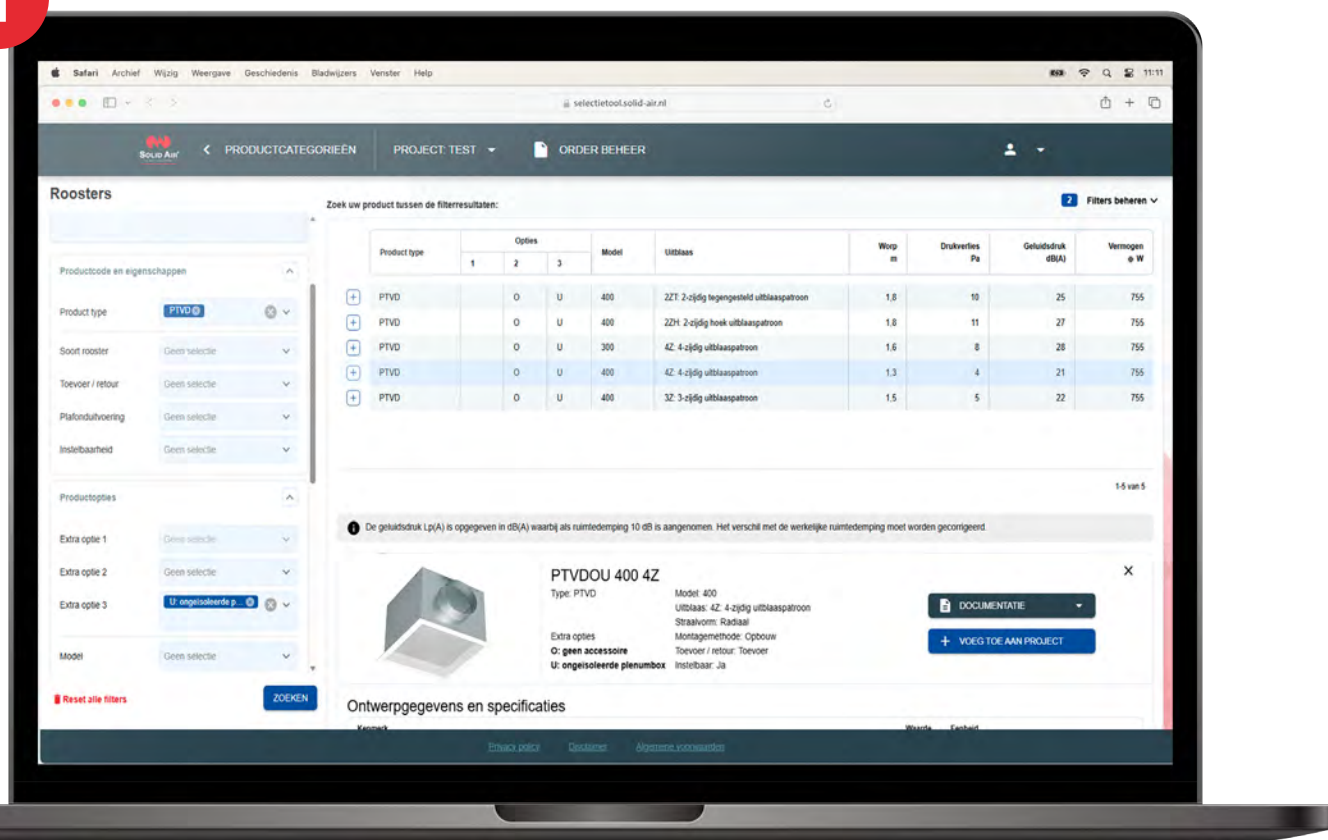 Safari Archief Wijzig Weergave Geschiedenis Bladwijzers Venster Help 11:11
selectietool.solid-air.nl
SOLID AIR PRODUCTCATEGORIEËN PROJECT: TEST ORDER BEHEER
Roosters
Zoek uw product tussen de filterresultaten:
2 Filters beheren
Productcode en eigenschappen
Product type PTVD
Soort rooster Geen selectie
Toevoer / retour Geen selectie
Plafonduitvoering Geen selectie
Instelbaarheid Geen selectie
Productopties
Extra optie 1 Geen selectie
Extra optie 2 Geen selectie
Extra optie 3 U: ongeisoleerde p...
Model Geen selectie
Reset alle filters ZOEKEN
Product type Opties Model Uitblaas Worp Drukverlies Geluidsdruk Vermogen
1 2 3 m Pa dB(A) W
PTVD O U 400 2ZT: 2-zijdig tegengesteld uitblaaspatroon 1,8 10 25 755
PTVD O U 400 2ZH: 2-zijdig hoek uitblaaspatroon 1,8 11 27 755
PTVD O U 300 4Z: 4-zijdig uitblaaspatroon 1,6 8 28 755
PTVD O U 400 4Z: 4-zijdig uitblaaspatroon 1,3 4 21 755
PTVD O U 400 3Z: 3-zijdig uitblaaspatroon 1,5 5 22 755
1-5 van 5
De geluidsdruk Lp(A) is opgegeven in dB(A) waarbij als ruimtedemping 10 dB is aangenomen. Het verschil met de werkelijke ruimtedemping moet worden gecorrigeerd.
PTVDOU 400 4Z X
Type: PTVD Model: 400
Uitblaas: 4Z: 4-zijdig uitblaaspatroon
Straalvorm: Radiaal
Extra opties Montagemethode: Opbouw
O: geen accessoire Toevoer / retour: Toevoer
U: ongeisoleerde plenumbox Instelbaar: Ja
DOCUMENTATIE
+ VOEG TOE AAN PROJECT
Ontwerpgegevens en specificaties
Kenmerk Waarde Eenheid
Privacy policy Disclaimer Algemene voorwaarden